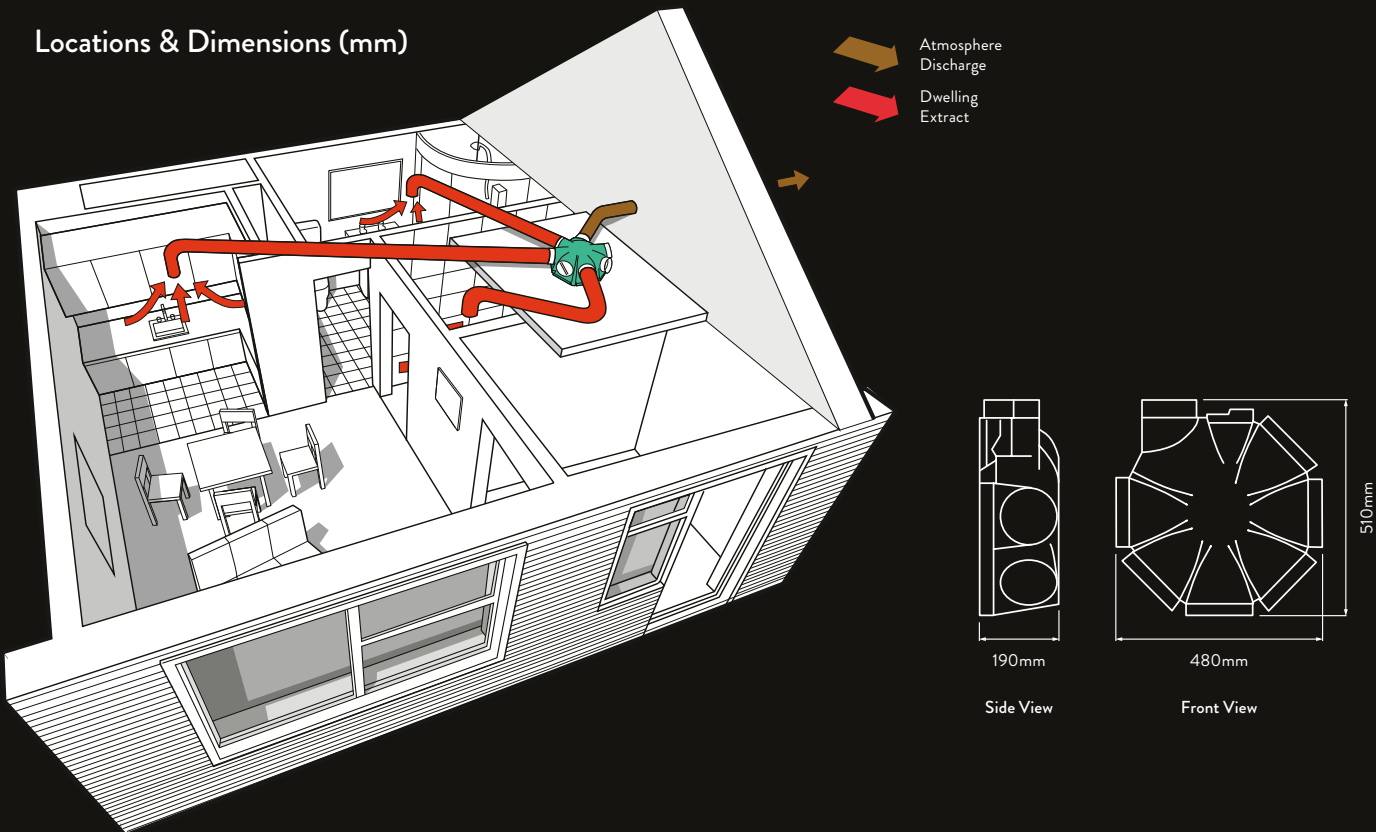 Locations & Dimensions (mm)
Atmosphere
Discharge
Dwelling
Extract
510mm
190mm
480mm
Side View
Front View